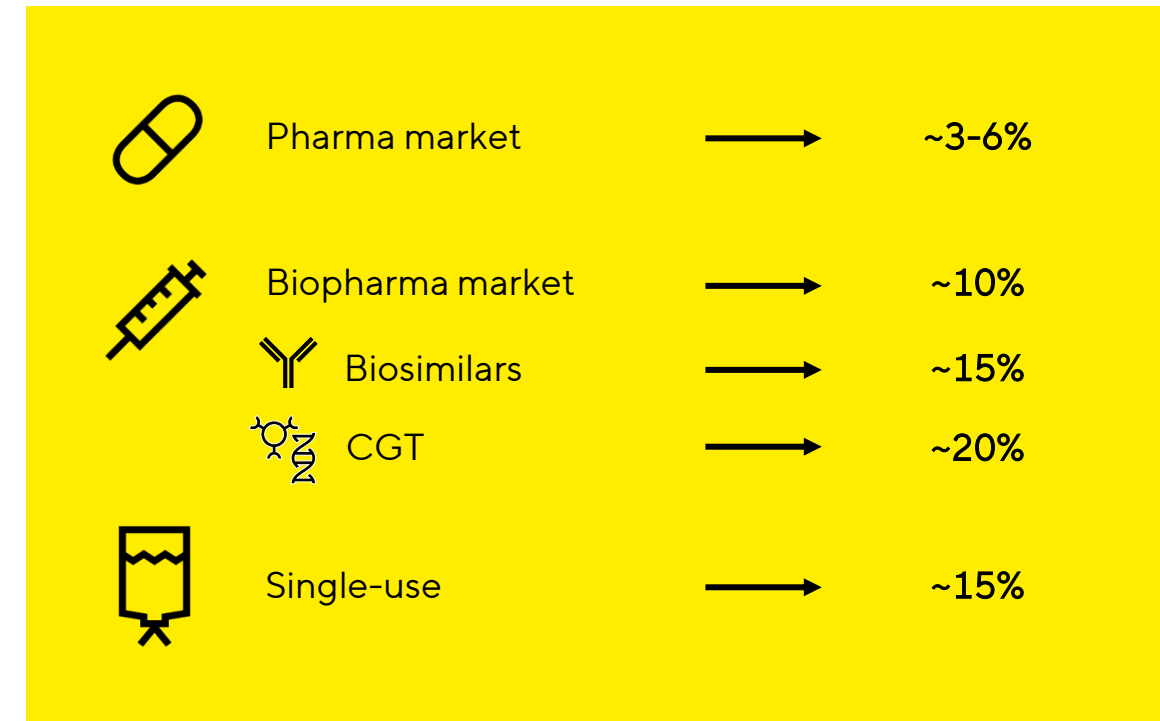 Pharma market ~3-6%
Biopharma market ~10%
Biosimilars ~15%
CGT ~20%
Single-use ~15%